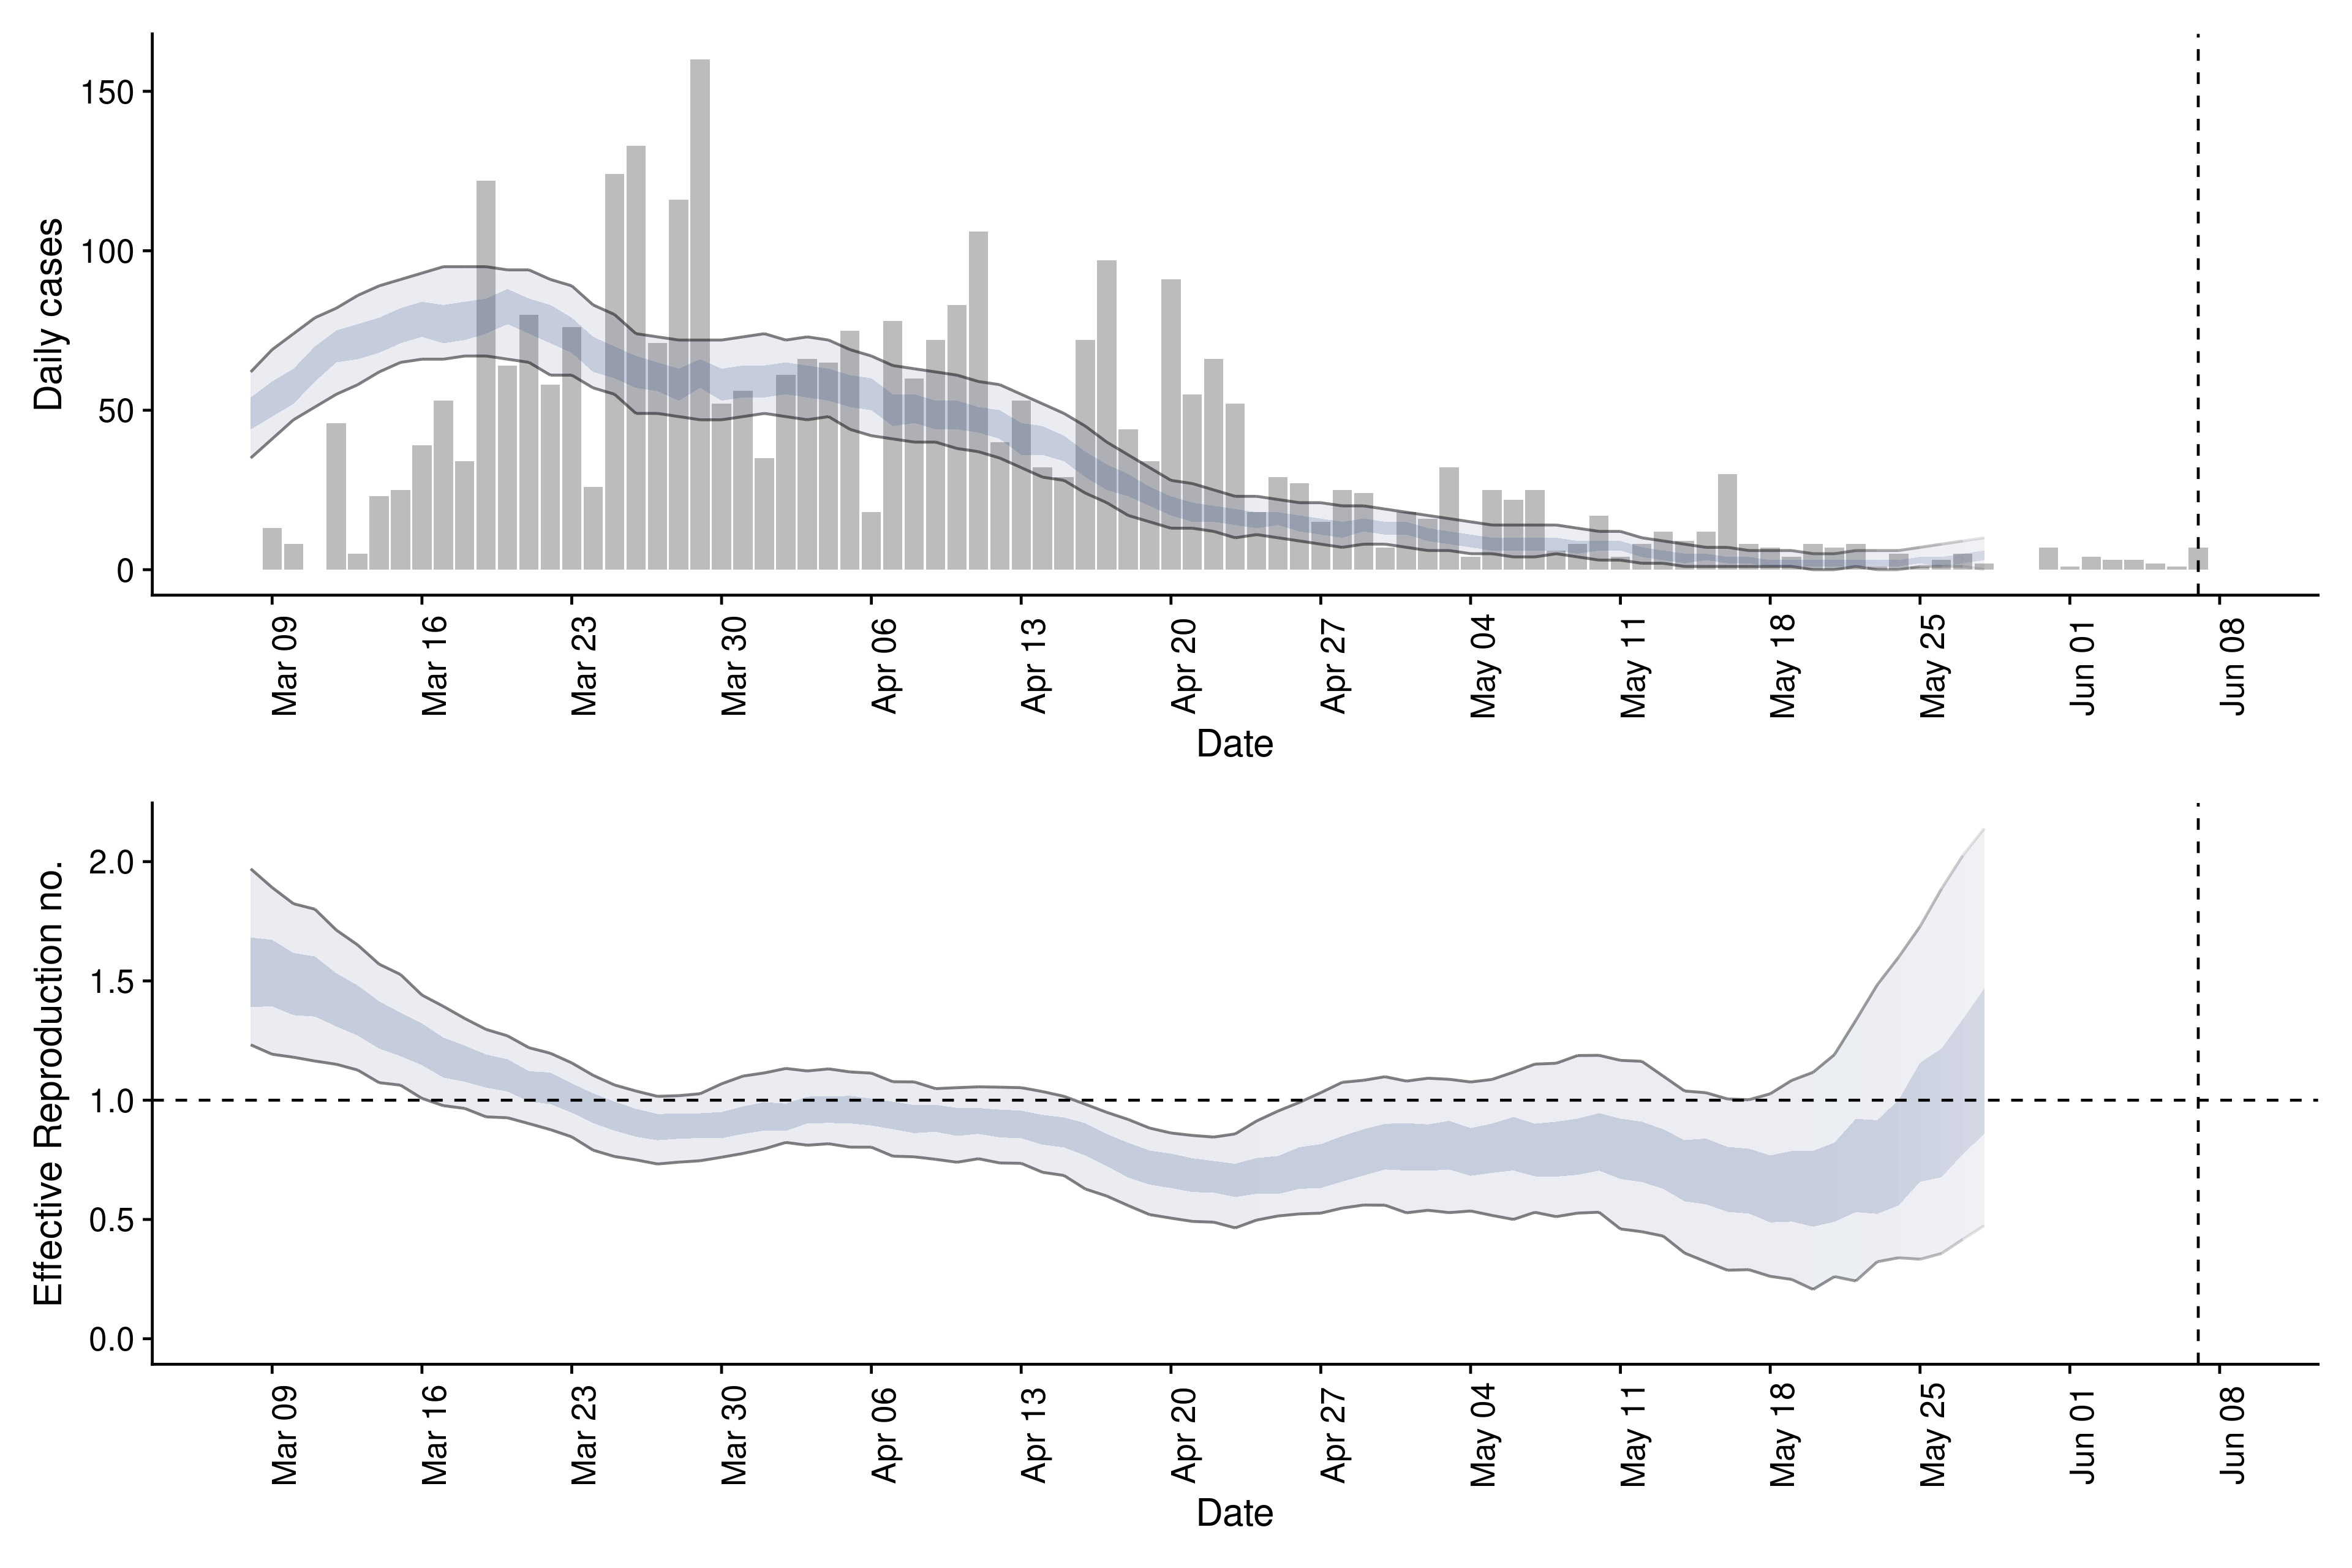 Daily cases
150
100
50
0
Mar 09
Mar 16
Mar 23
Mar 30
Apr 06
Apr 13
Apr 20
Apr 27
May 04
May 11
May 18
May 25
Jun 01
Jun 08
Date
Effective Reproduction no.
2.0
1.5
1.0
0.5
0.0
Mar 09
Mar 16
Mar 23
Mar 30
Apr 06
Apr 13
Apr 20
Apr 27
May 04
May 11
May 18
May 25
Jun 01
Jun 08
Date